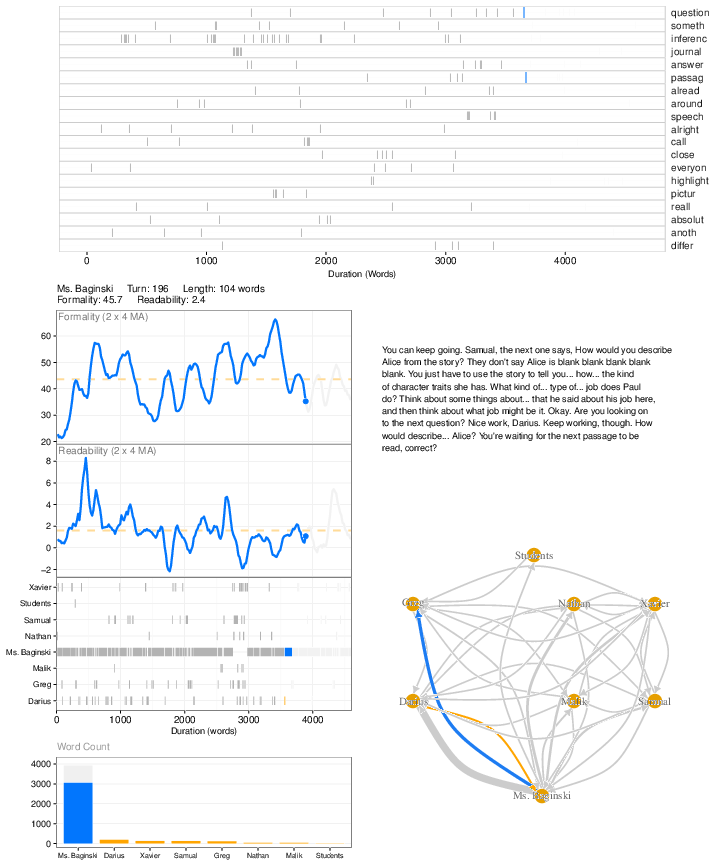 question
someth
inferenc
journal
answer
passag
alread
around
speech
alright
call
close
everyon
highlight
pictur
reall
absolut
anoth
differ
0 1000 2000 3000 4000
Duration (Words)
Ms. Baginski Turn: 196 Length: 104 words
Formality: 45.7 Readability: 2.4
Formality (2 x 4 MA)
60
50
40
30
20
Readability (2 x 4 MA)
8
6
4
2
0
−2
Xavier
Students
Samual
Nathan
Ms. Baginski
Malik
Greg
Darius
0 1000 2000 3000 4000
Duration (words)
Word Count
4000
3000
2000
1000
0
Ms. Baginski Darius Xavier Samual Greg Nathan Malik Students
You can keep going. Samual, the next one says, How would you describe
Alice from the story? They don't say Alice is blank blank blank blank
blank. You just have to use the story to tell you... how... the kind
of character traits she has. What kind of... type of... job does Paul
do? Think about some things about... that he said about his job here,
and then think about what job might be it. Okay. Are you looking on
to the next question? Nice work, Darius. Keep working, though. How
would describe... Alice? You're waiting for the next passage to be
read, correct?
Students
Greg Nathan Xavier
Darius Malik Samual
Ms. Baginski